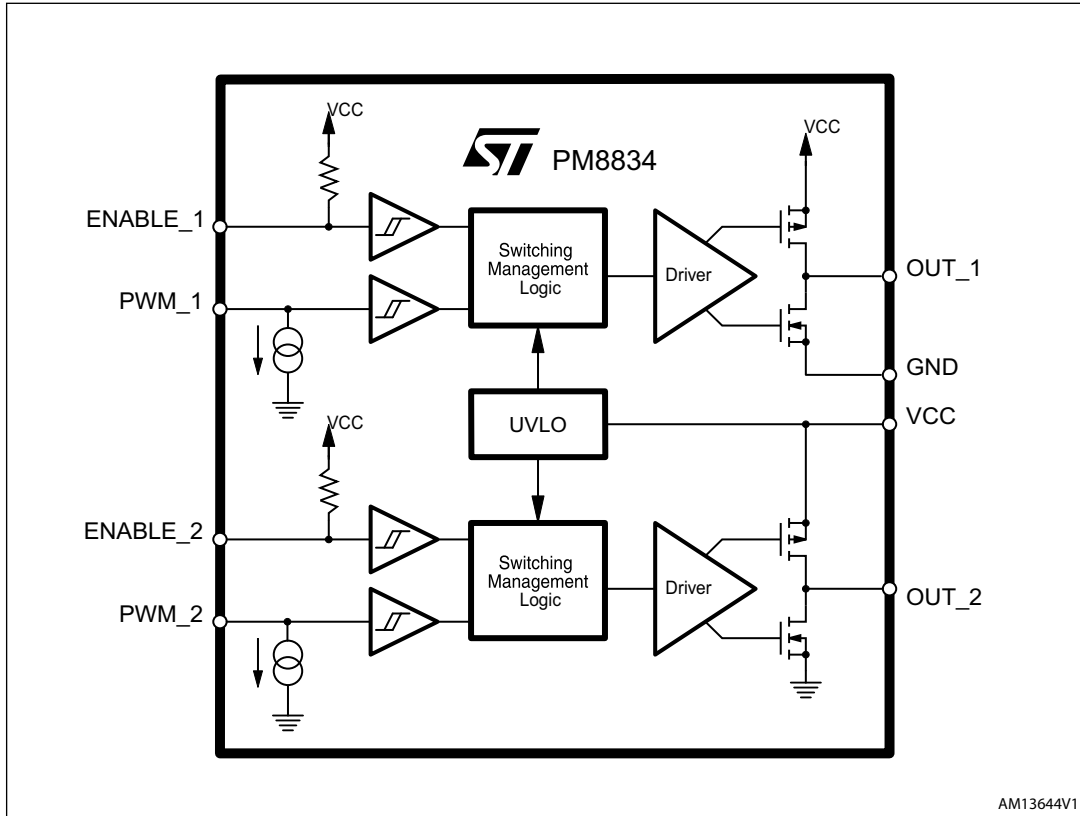 VCC
ST PM8834
VCC
ENABLE_1
Switching
Management
Logic
Driver
OUT_1
PWM_1
GND
VCC
UVLO
VCC
ENABLE_2
Switching
Management
Logic
Driver
OUT_2
PWM_2
AM13644V1